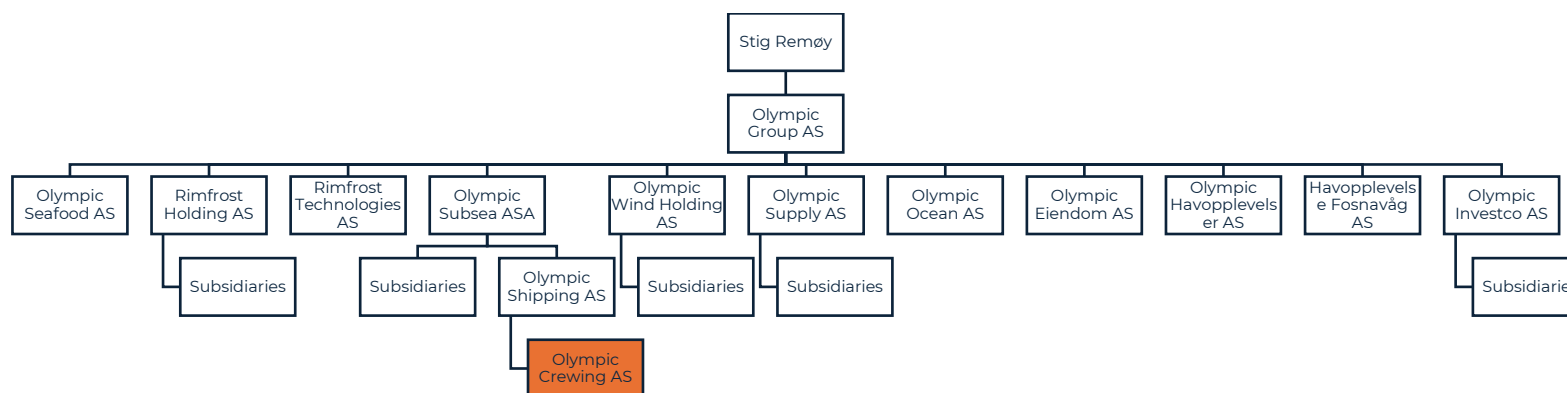 Stig Remøy
Olympic
Group AS
Olympic
Seafood AS
Rimfrost
Holding AS
Rimfrost
Technologies
AS
Olympic
Subsea ASA
Olympic
Wind Holding
AS
Olympic
Supply AS
Olympic
Ocean AS
Olympic
Eiendom AS
Olympic
Havopplevels
er AS
Havopplevels
e Fosnavåg
AS
Olympic
Investco AS
Subsidiaries
Subsidiaries
Olympic
Shipping AS
Subsidiaries
Subsidiaries
Subsidiarie
Olympic
Crewing AS